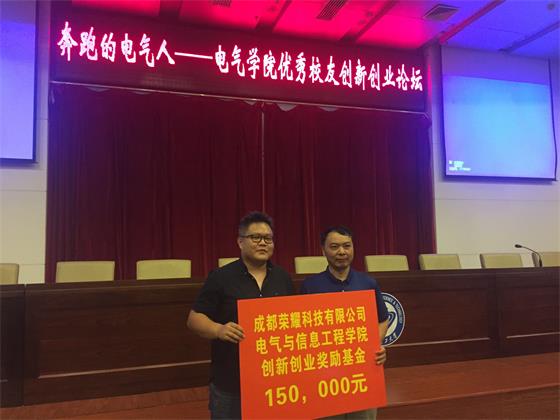 奔跑的电气人——电气学院优秀校友创新创业论坛
成都荣耀科技有限公司
电气与信息工程学院
创新创业奖励基金
150，000元